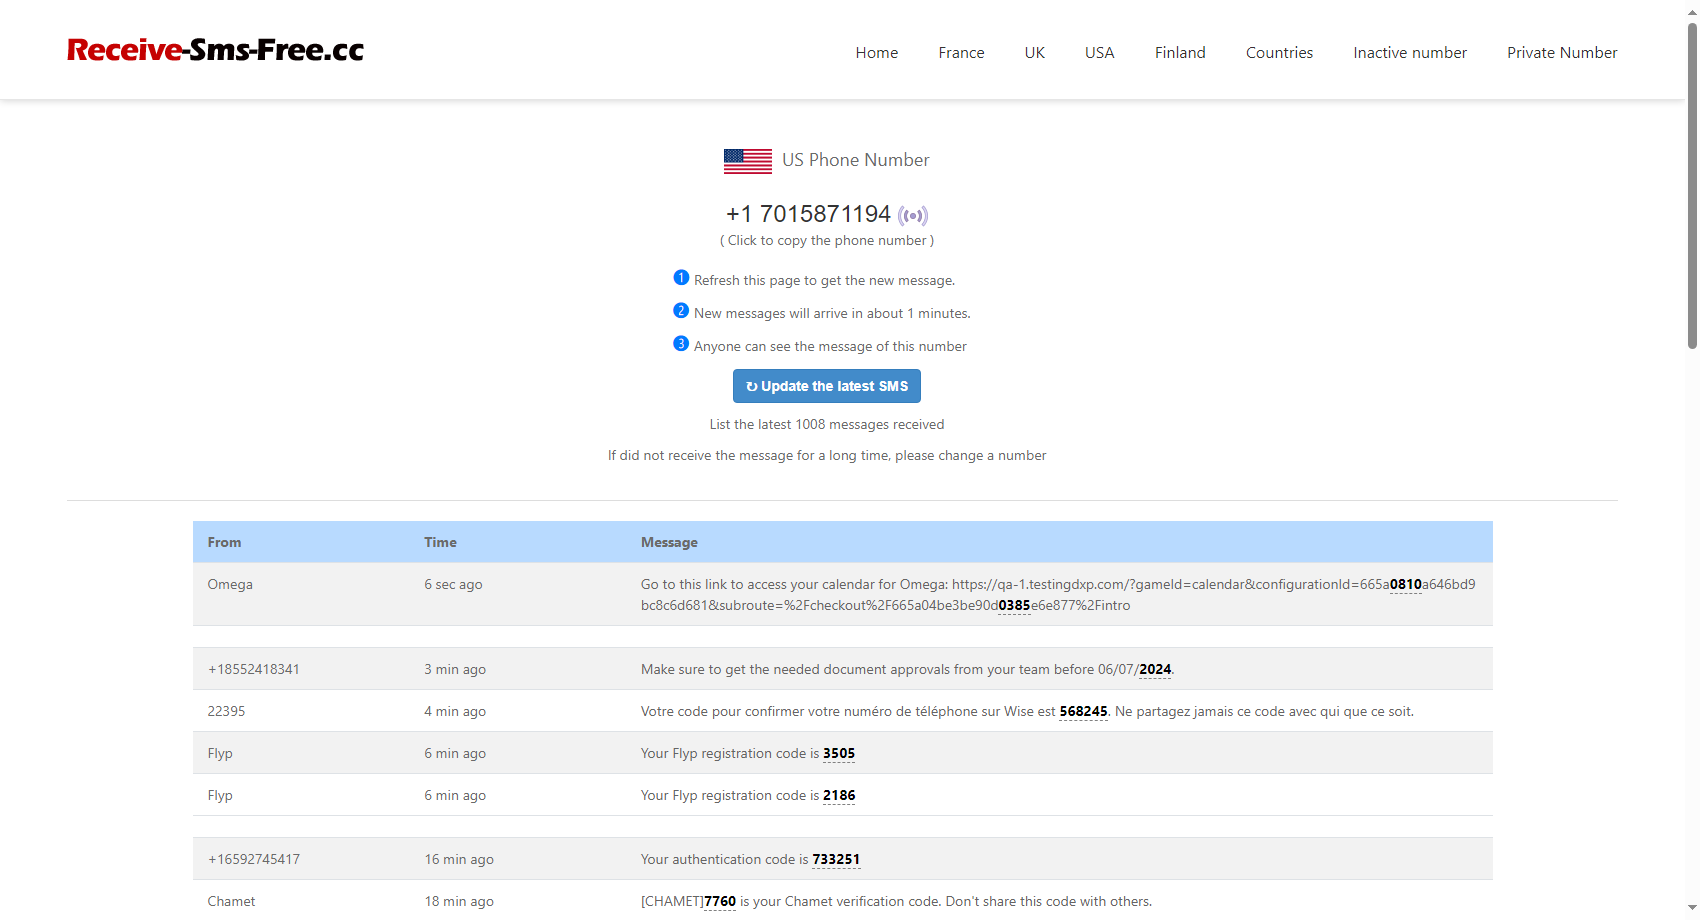 Receive-Sms-Free.cc
Home France UK USA Finland Countries Inactive number Private Number
US Phone Number
+1 7015871194
( Click to copy the phone number )
1 Refresh this page to get the new message.
2 New messages will arrive in about 1 minutes.
3 Anyone can see the message of this number
↻ Update the latest SMS
List the latest 1008 messages received
If did not receive the message for a long time, please change a number
From Time Message
Omega 6 sec ago Go to this link to access your calendar for Omega: https://qa-1.testingdxp.com/?gameId=calendar&configurationId=665a0810a646bd9
bc8c6d681&subroute=%2Fcheckout%2F665a04be3be90d0385e6e877%2Fintro
+18552418341 3 min ago Make sure to get the needed document approvals from your team before 06/07/2024.
22395 4 min ago Votre code pour confirmer votre numéro de téléphone sur Wise est 568245. Ne partagez jamais ce code avec qui que ce soit.
Flyp 6 min ago Your Flyp registration code is 3505
Flyp 6 min ago Your Flyp registration code is 2186
+16592745417 16 min ago Your authentication code is 733251
Chamet 18 min ago [CHAMET]7760 is your Chamet verification code. Don't share this code with others.